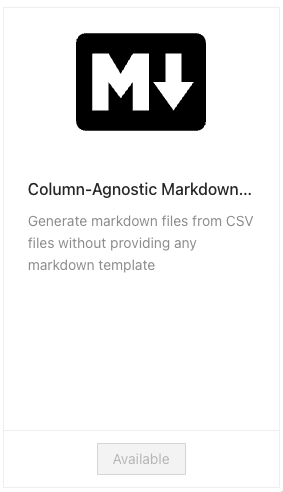 M
Column-Agnostic Markdown...
Generate markdown files from CSV
files without providing any
markdown template
Available